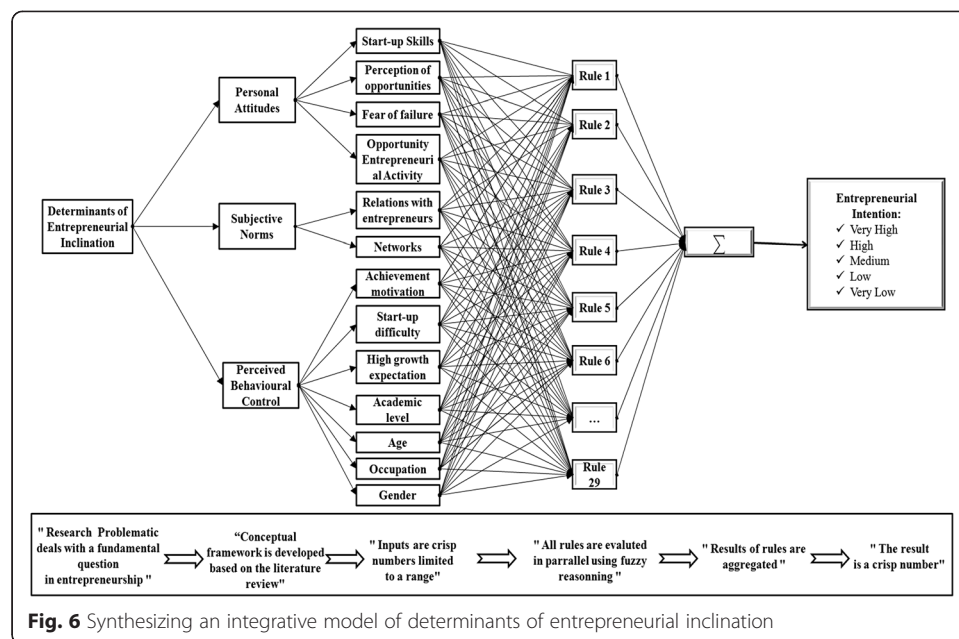 Determinants of
Entrepreneurial
Inclination
Personal
Attitudes
Subjective
Norms
Perceived
Behavioural
Control
Start-up Skills
Perception of
opportunities
Fear of failure
Opportunity
Entrepreneuri
al Activity
Relations with
entrepreneurs
Networks
Achievement
motivation
Start-up
difficulty
High growth
expectation
Academic
level
Age
Occupation
Gender
Rule 1
Rule 2
Rule 3
Rule 4
Rule 5
Rule 6
...
Rule
29
∑
Entrepreneurial
Intention:
✓ Very High
✓ High
✓ Medium
✓ Low
✓ Very Low
" Research Problematic
deals with a fundamental
question
in entrepreneurship "
“Conceptual
framework is developed
based on the literature
review"
" Inputs are crisp
numbers limited
to a range"
" All rules are evaluted
in parrallel using fuzzy
reasonning "
" Results of rules are
aggregated "
" The result
is a crisp number"
Fig. 6 Synthesizing an integrative model of determinants of entrepreneurial inclination